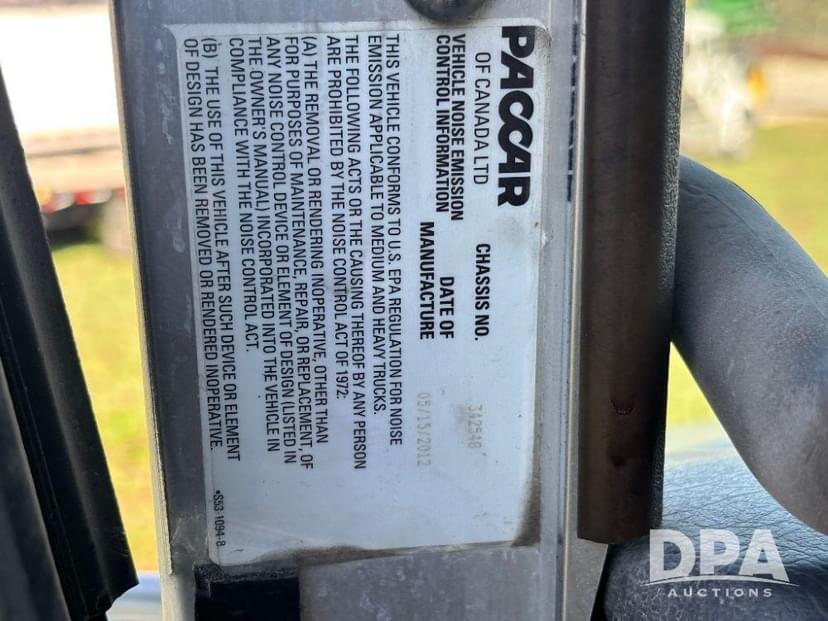 PACCAR
OF CANADA LTD
VEHICLE NOISE EMISSION
CONTROL INFORMATION
CHASSIS NO. 342548
DATE OF
MANUFACTURE 05/15/2012
THIS VEHICLE CONFORMS TO U.S. EPA REGULATION FOR NOISE
EMISSION APPLICABLE TO MEDIUM AND HEAVY TRUCKS.
THE FOLLOWING ACTS OR THE CAUSING THEREOF BY ANY PERSON
ARE PROHIBITED BY THE NOISE CONTROL ACT OF 1972:
(A) THE REMOVAL OR RENDERING INOPERATIVE, OTHER THAN
FOR PURPOSES OF MAINTENANCE, REPAIR, OR REPLACEMENT, OF
ANY NOISE CONTROL DEVICE OR ELEMENT OF DESIGN (LISTED IN
THE OWNER'S MANUAL) INCORPORATED INTO THE VEHICLE IN
COMPLIANCE WITH THE NOISE CONTROL ACT.
(B) THE USE OF THIS VEHICLE AFTER SUCH DEVICE OR ELEMENT
OF DESIGN HAS BEEN REMOVED OR RENDERED INOPERATIVE.
*S53-1094-8
DPA
AUCTIONS